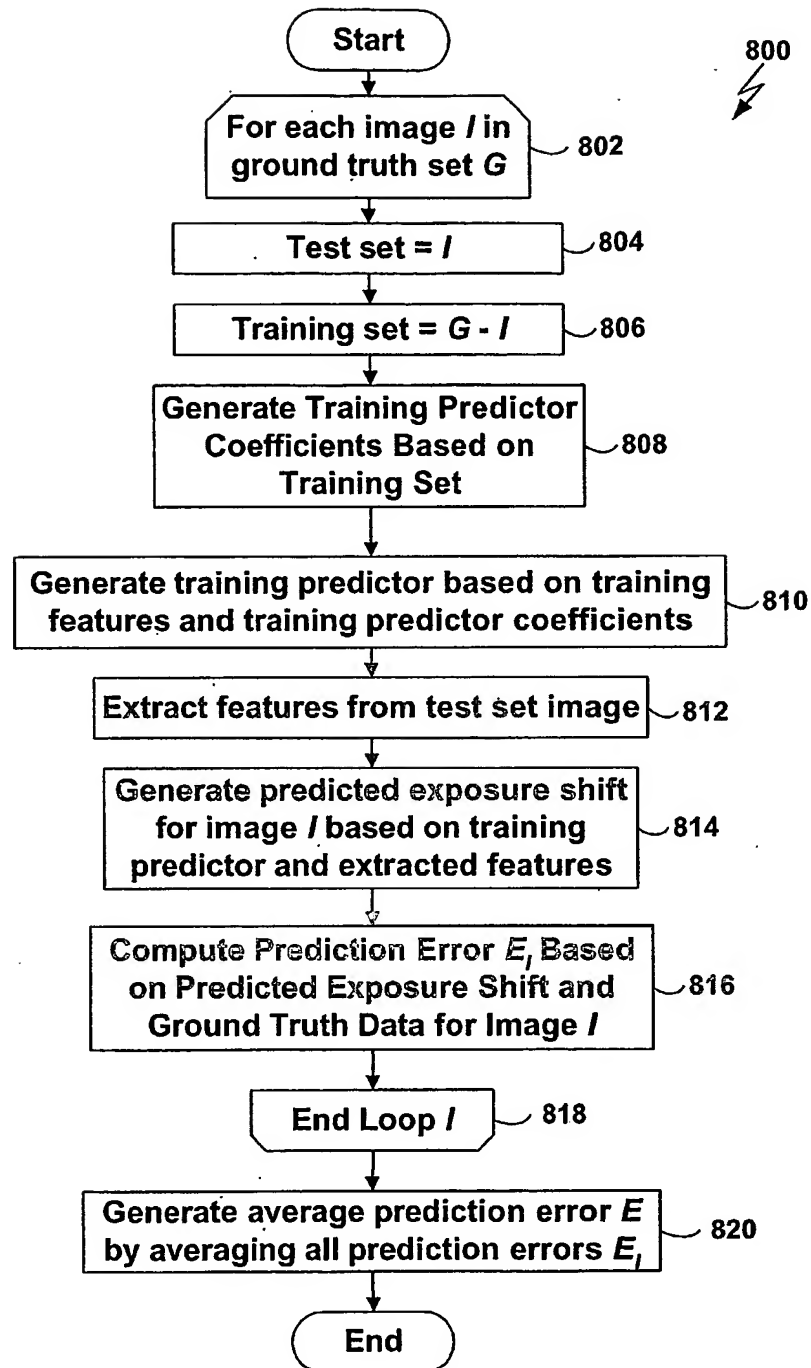 Start
800
For each image I in
ground truth set G
802
Test set = I
804
Training set = G - I
806
Generate Training Predictor
Coefficients Based on
Training Set
808
Generate training predictor based on training
features and training predictor coefficients
810
Extract features from test set image
812
Generate predicted exposure shift
for image I based on training
predictor and extracted features
814
Compute Prediction Error E_I Based
on Predicted Exposure Shift and
Ground Truth Data for Image I
816
End Loop I
818
Generate average prediction error E
by averaging all prediction errors E_I
820
End